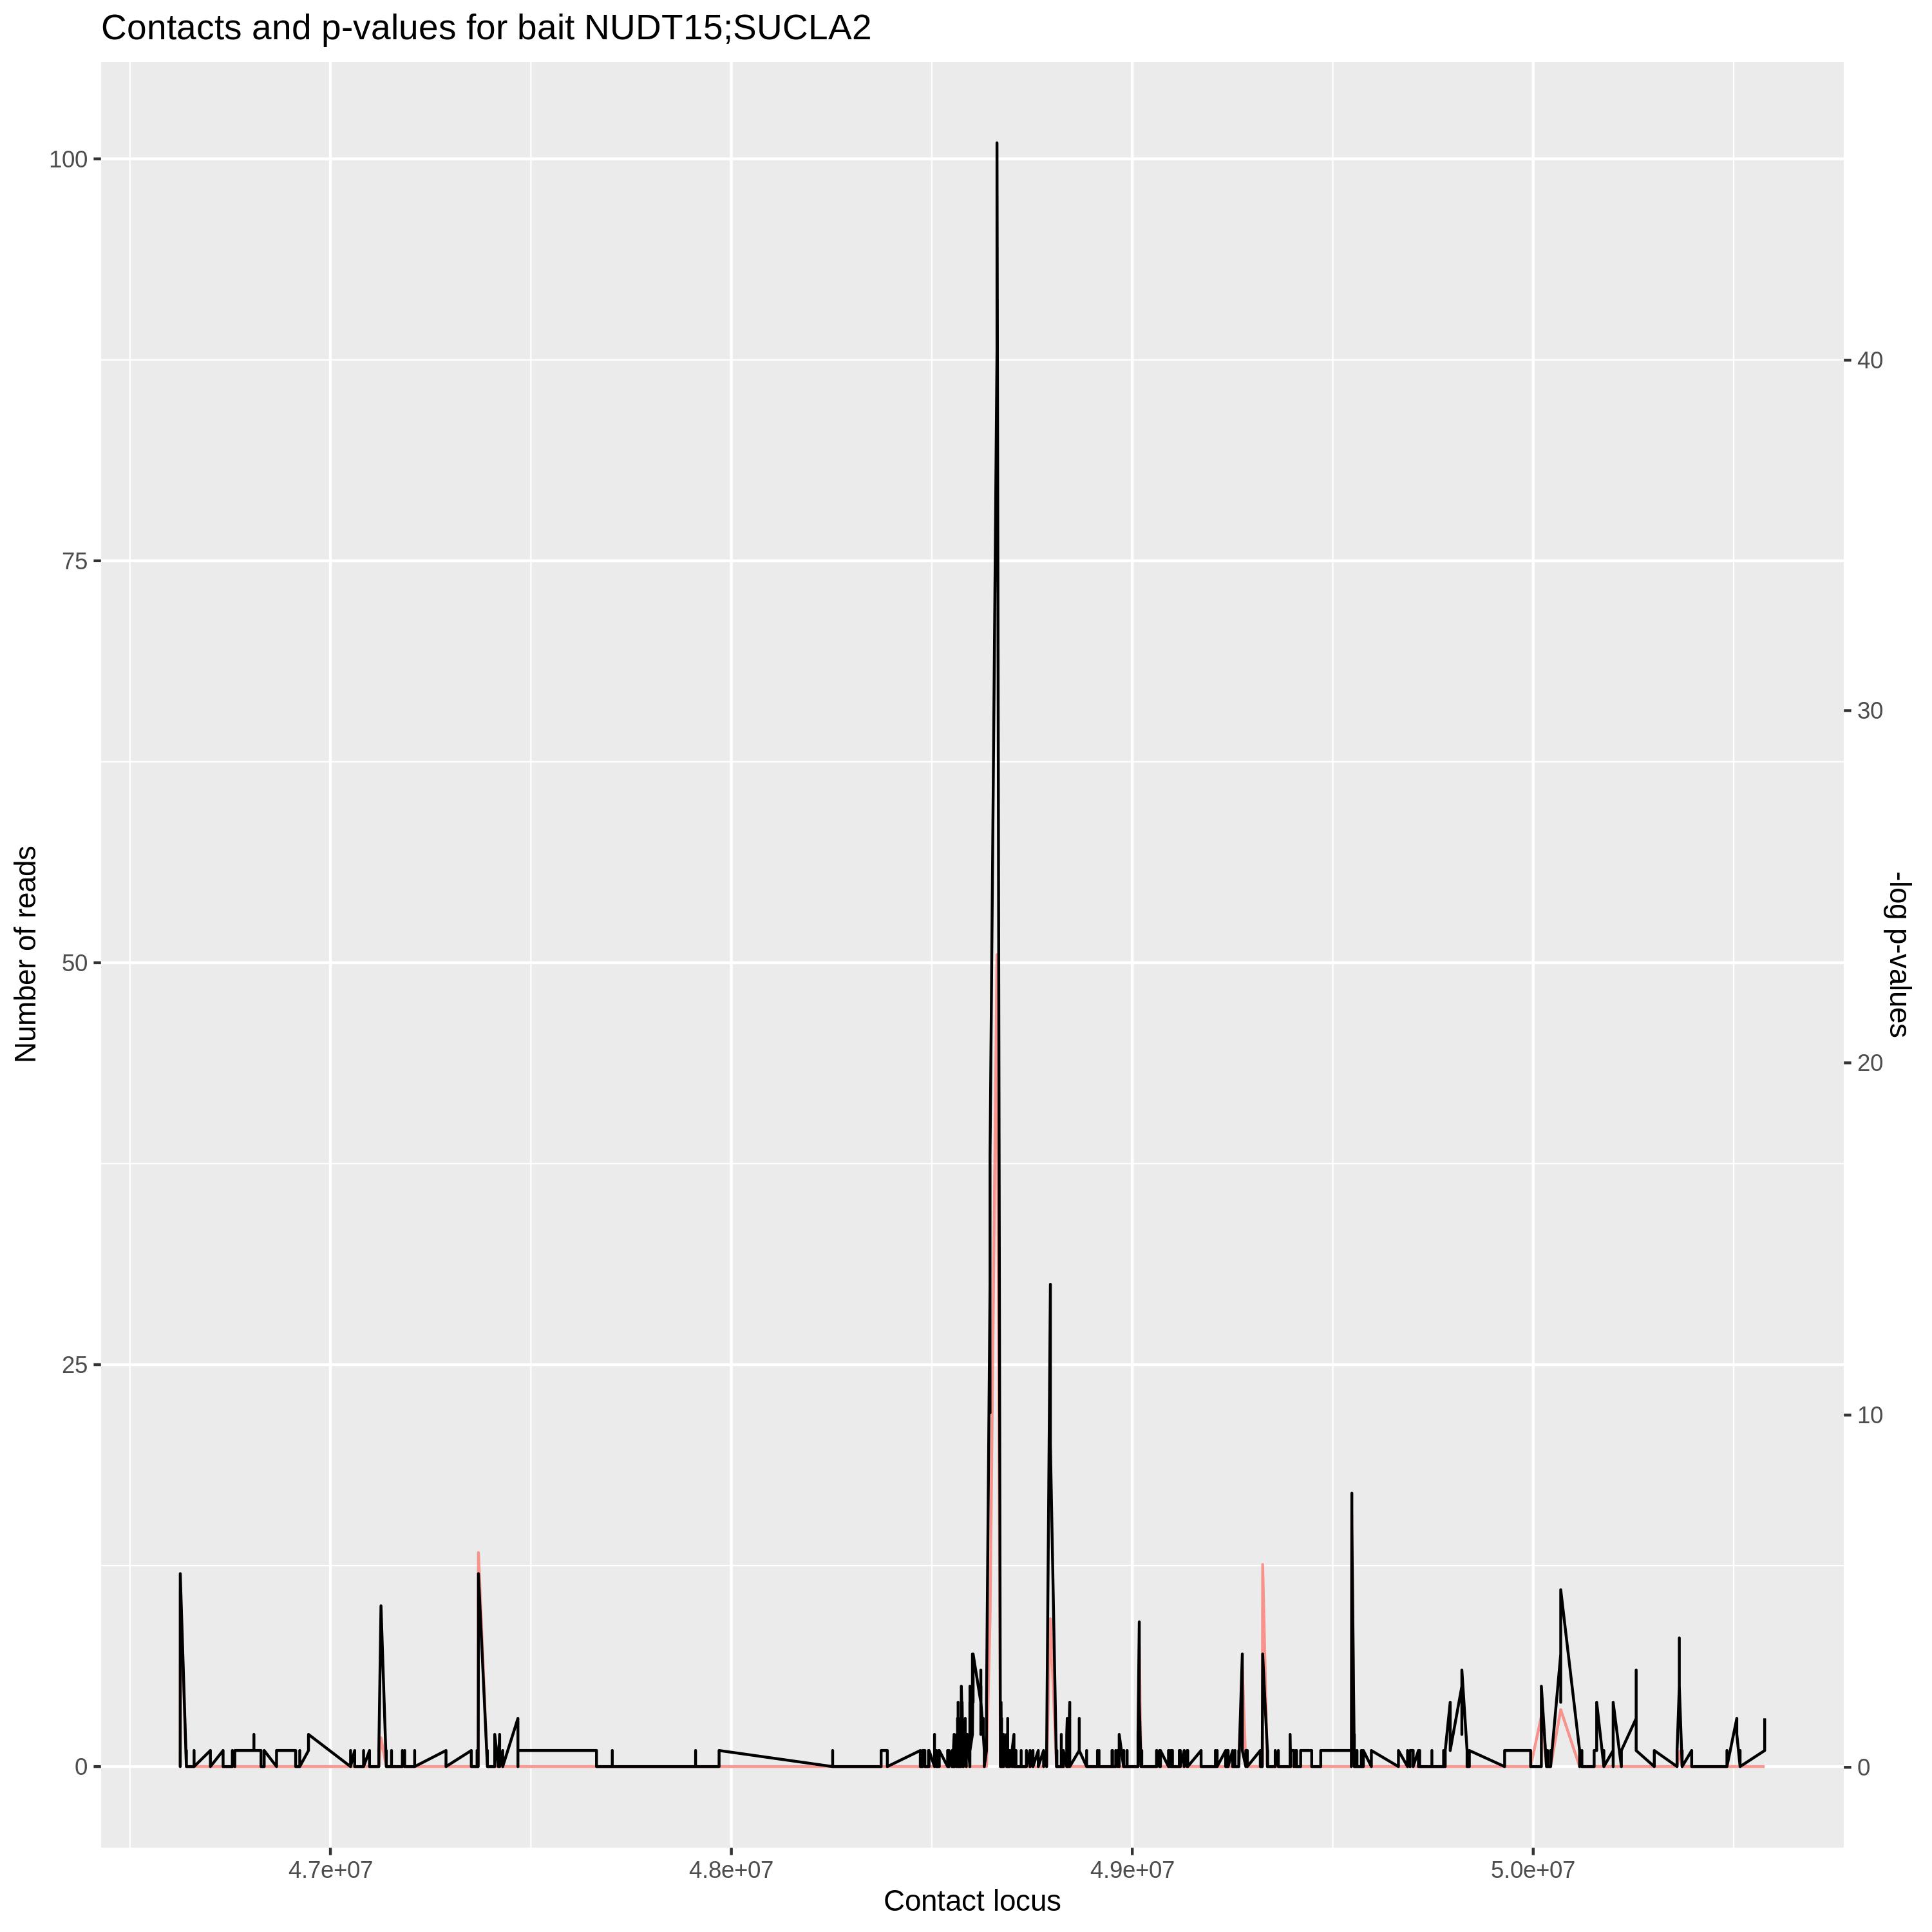 Contacts and p-values for bait NUDT15;SUCLA2
100
75
50
25
0
Number of reads
40
30
20
10
0
-log p-values
4.7e+07
4.8e+07
4.9e+07
5.0e+07
Contact locus